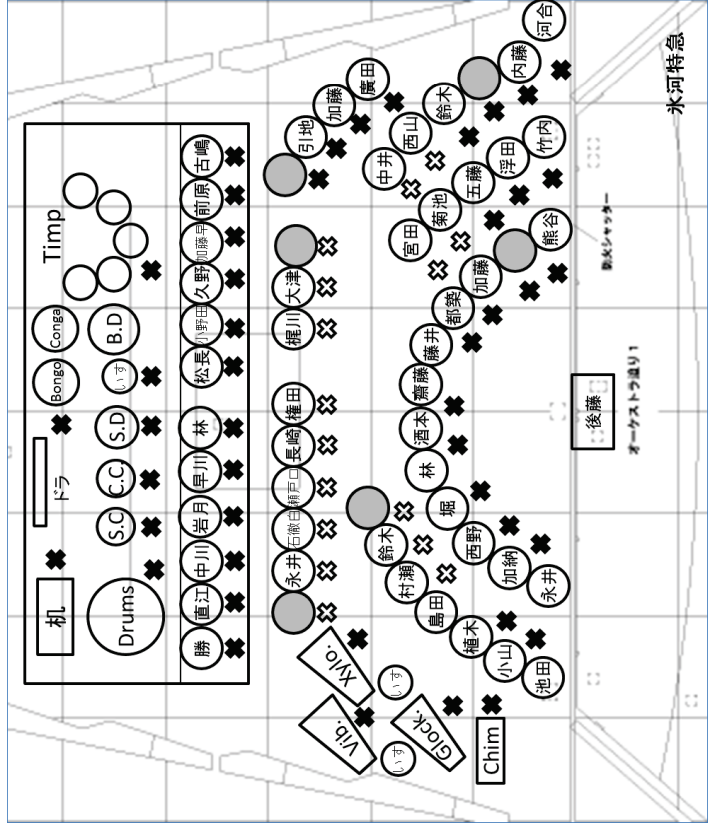 氷河特急
Timp
Conga
Bongo
B.D
いす
S.D
C.C
S.C
ドラ
机
Drums
古嶋
前原
加藤早
久野
小野田
松長
林
早川
岩月
中川
直江
勝
大津
梶川
権田
長崎
瀬戸口
石徹白
永井
引地
加藤
廣田
中井
西山
鈴木
内藤
河合
宮田
菊池
五藤
浮田
竹内
鈴木
村瀬
島田
植木
小山
池田
林
酒本
齋藤
藤井
都築
加藤
熊谷
堀
西野
加納
永井
Xylo.
Vib.
いす
いす
Glock.
Chim
後藤
防火シャッター
オーケストラ迫り1